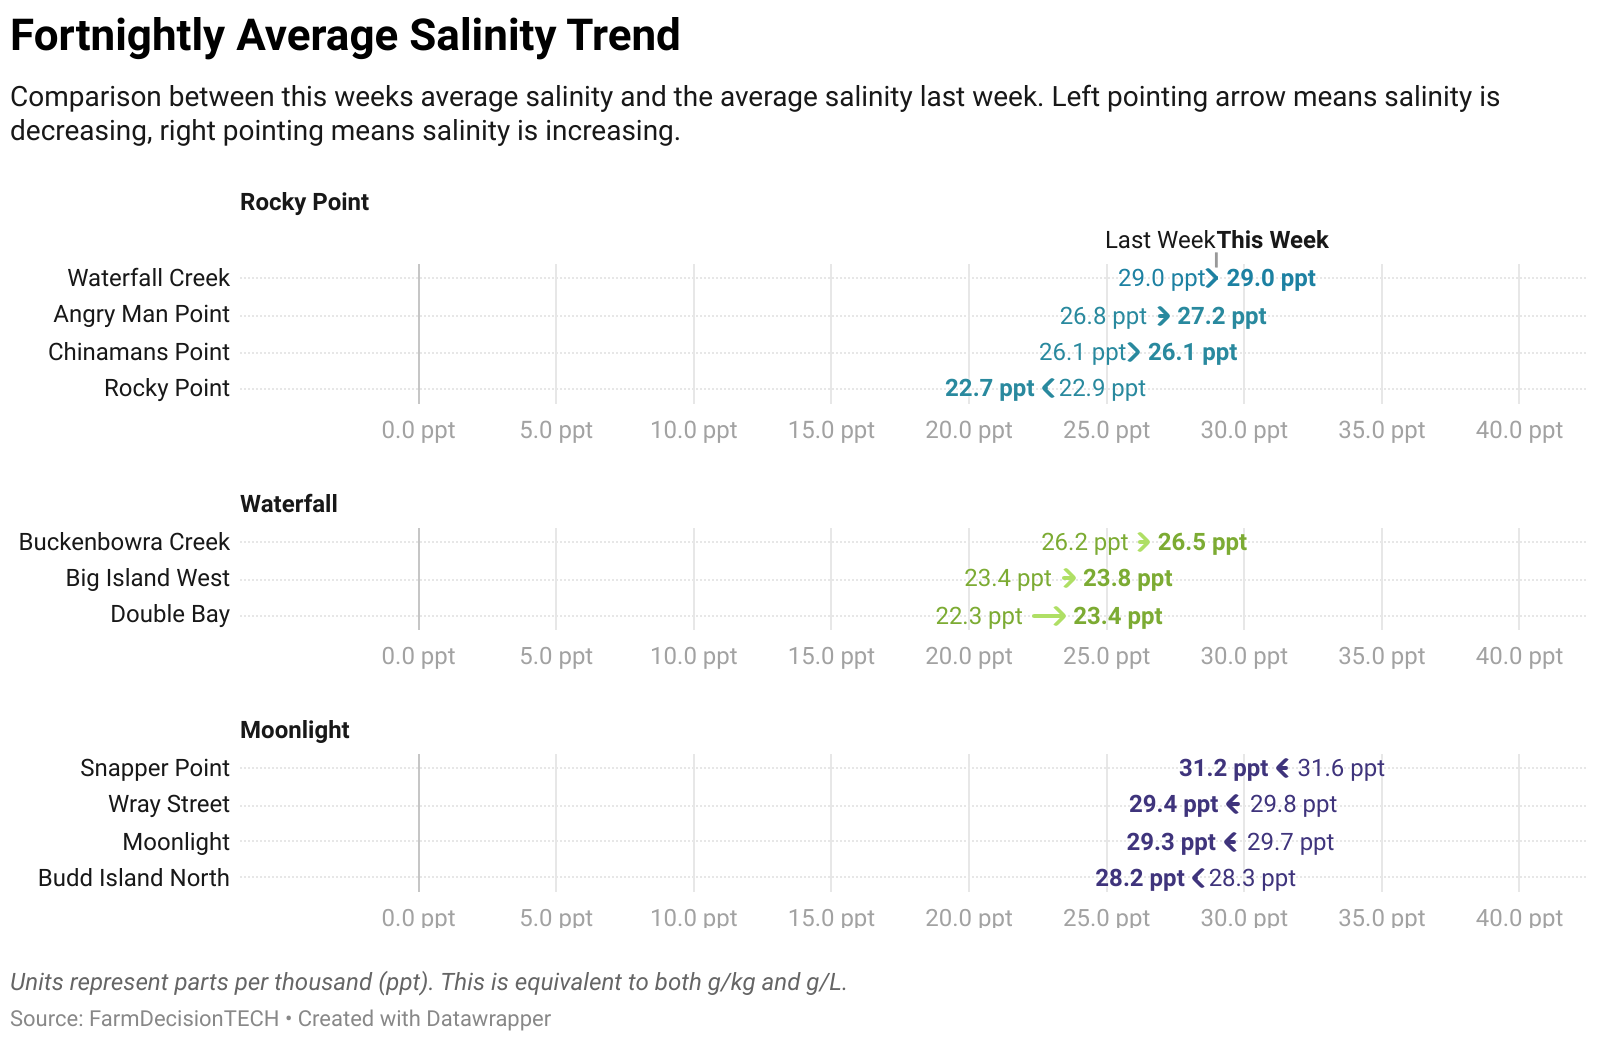 Fortnightly Average Salinity Trend
Comparison between this weeks average salinity and the average salinity last week. Left pointing arrow means salinity is
decreasing, right pointing means salinity is increasing.
Rocky Point
Last Week This Week
Waterfall Creek 29.0 ppt 29.0 ppt
Angry Man Point 26.8 ppt 27.2 ppt
Chinamans Point 26.1 ppt 26.1 ppt
Rocky Point 22.7 ppt 22.9 ppt
0.0 ppt 5.0 ppt 10.0 ppt 15.0 ppt 20.0 ppt 25.0 ppt 30.0 ppt 35.0 ppt 40.0 ppt
Waterfall
Buckenbowra Creek 26.2 ppt 26.5 ppt
Big Island West 23.4 ppt 23.8 ppt
Double Bay 22.3 ppt 23.4 ppt
0.0 ppt 5.0 ppt 10.0 ppt 15.0 ppt 20.0 ppt 25.0 ppt 30.0 ppt 35.0 ppt 40.0 ppt
Moonlight
Snapper Point 31.2 ppt 31.6 ppt
Wray Street 29.4 ppt 29.8 ppt
Moonlight 29.3 ppt 29.7 ppt
Budd Island North 28.2 ppt 28.3 ppt
0.0 ppt 5.0 ppt 10.0 ppt 15.0 ppt 20.0 ppt 25.0 ppt 30.0 ppt 35.0 ppt 40.0 ppt
Units represent parts per thousand (ppt). This is equivalent to both g/kg and g/L.
Source: FarmDecisionTECH • Created with Datawrapper